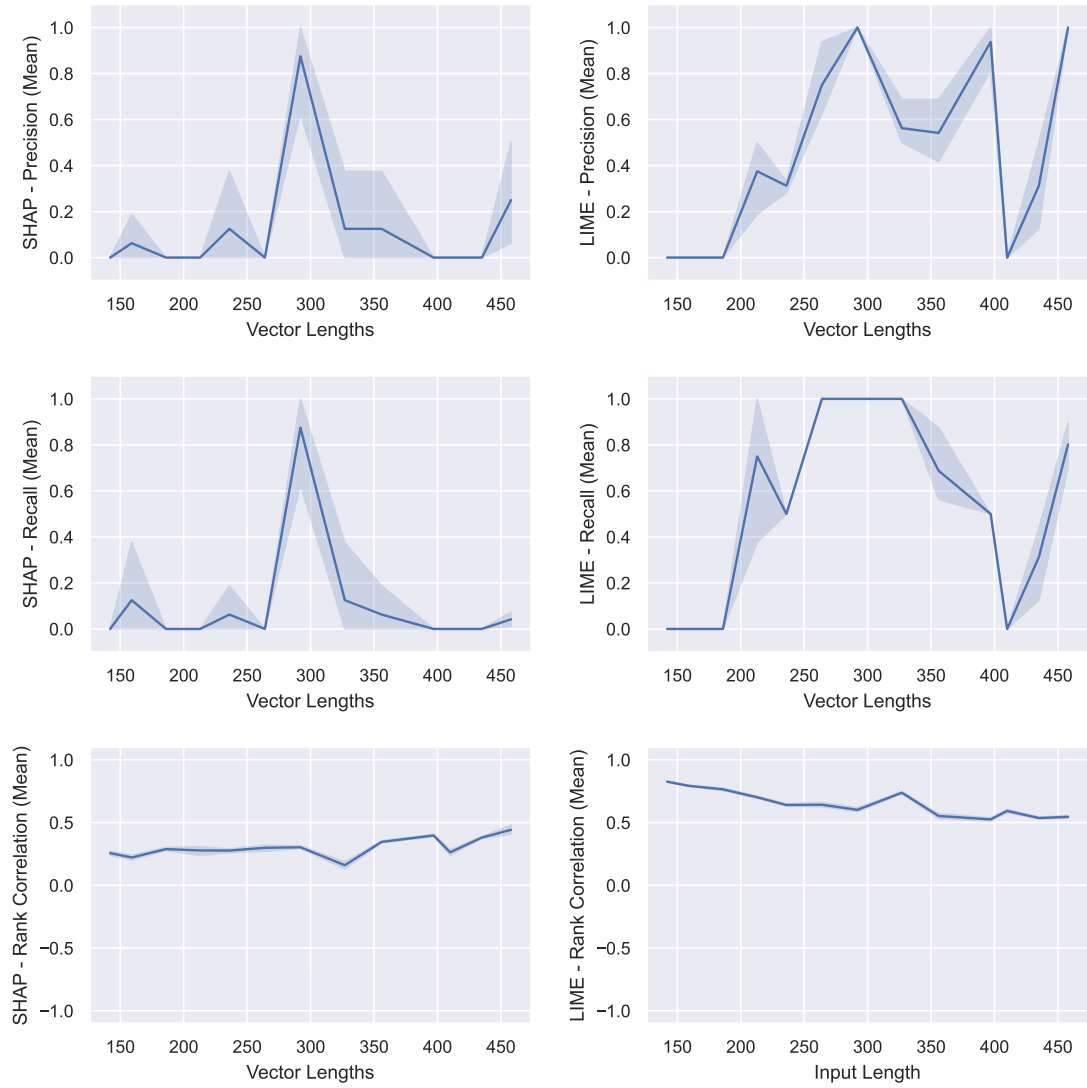 SHAP - Precision (Mean)
1.0
0.8
0.6
0.4
0.2
0.0
150 200 250 300 350 400 450
Vector Lengths
LIME - Precision (Mean)
1.0
0.8
0.6
0.4
0.2
0.0
150 200 250 300 350 400 450
Vector Lengths
SHAP - Recall (Mean)
1.0
0.8
0.6
0.4
0.2
0.0
150 200 250 300 350 400 450
Vector Lengths
LIME - Recall (Mean)
1.0
0.8
0.6
0.4
0.2
0.0
150 200 250 300 350 400 450
Vector Lengths
SHAP - Rank Correlation (Mean)
1.0
0.5
0.0
−0.5
−1.0
150 200 250 300 350 400 450
Vector Lengths
LIME - Rank Correlation (Mean)
1.0
0.5
0.0
−0.5
−1.0
150 200 250 300 350 400 450
Input Length